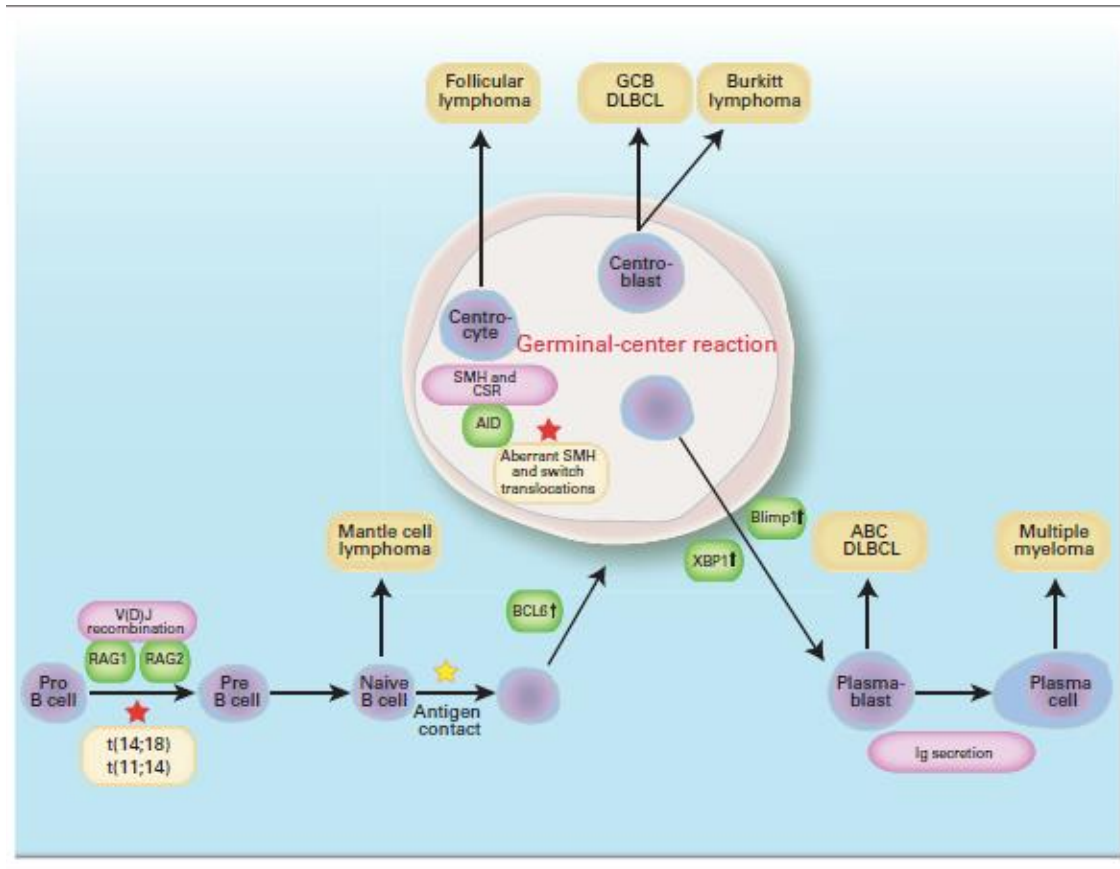 Follicular
lymphoma
GCB
DLBCL
Burkitt
lymphoma
Centro-
blast
Centro-
cyte
Germinal-center reaction
SMH and
CSR
AID
Aberrant SMH
and switch
translocations
Mantle cell
lymphoma
Blimp1↑
XBP1↑
ABC
DLBCL
Multiple
myeloma
BCL6↑
V(D)J
recombination
RAG1
RAG2
Pro
B cell
Pre
B cell
Naive
B cell
Antigen
contact
Plasma-
blast
Plasma
cell
t(14;18)
t(11;14)
Ig secretion